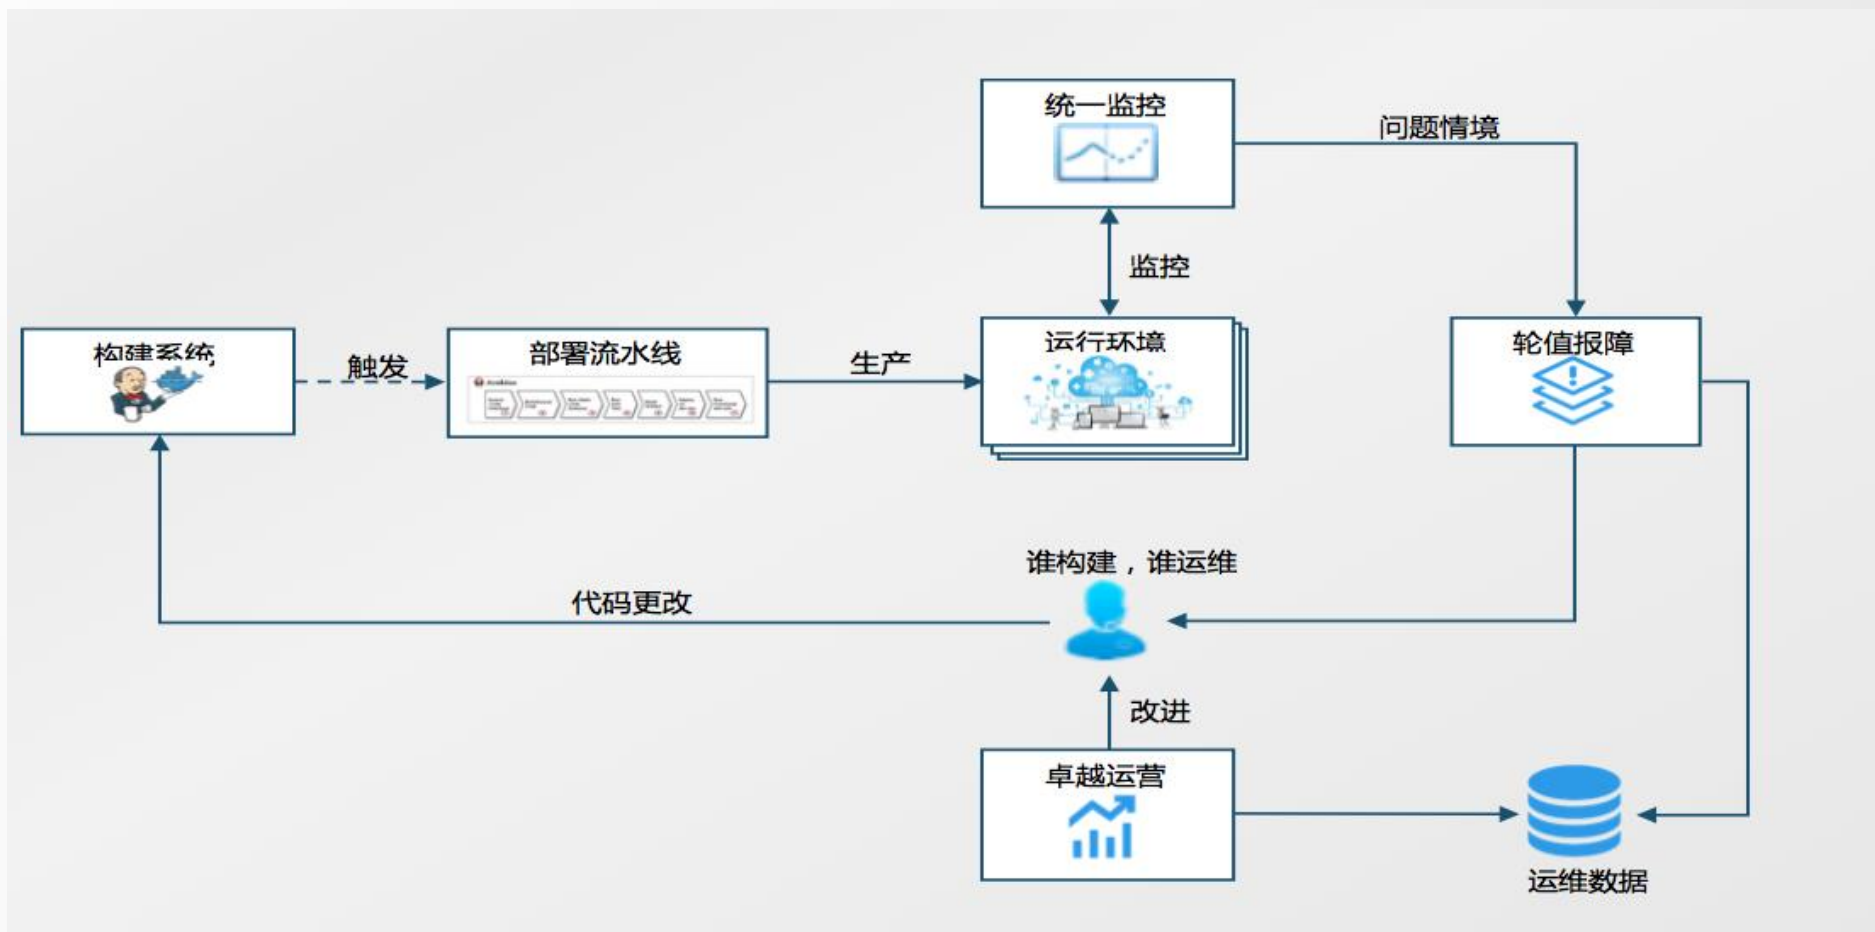 统一监控
问题情境
监控
构建系统
触发
部署流水线
生产
运行环境
轮值报障
谁构建，谁运维
代码更改
改进
卓越运营
运维数据